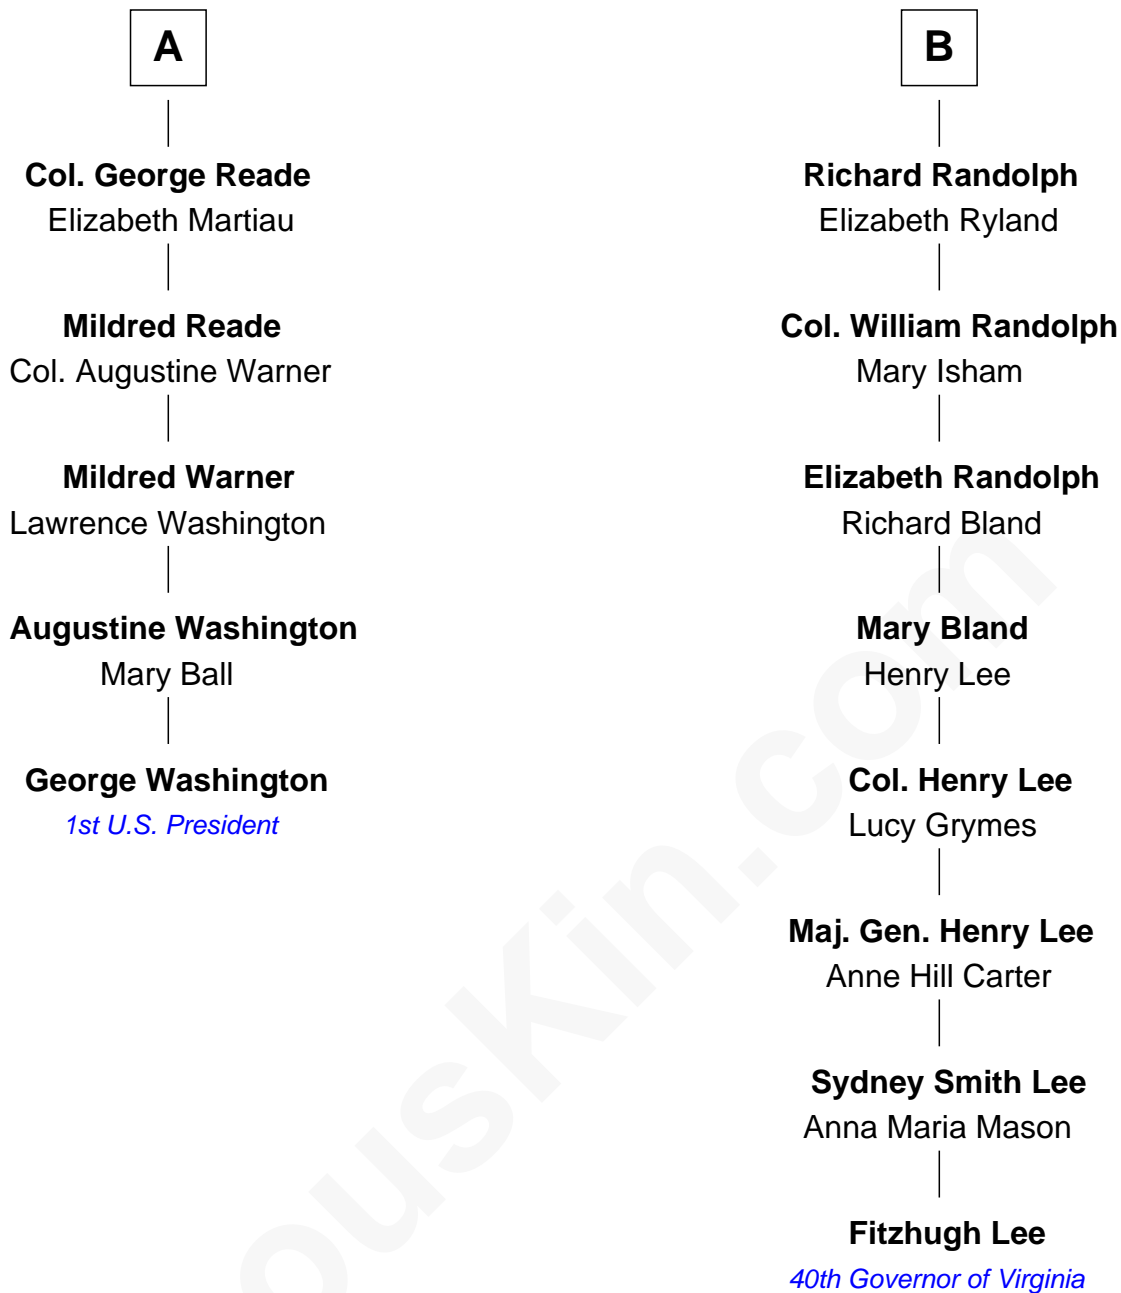 A
Col. George Reade
Elizabeth Martiau
Mildred Reade
Col. Augustine Warner
Mildred Warner
Lawrence Washington
Augustine Washington
Mary Ball
George Washington
1st U.S. President
B
Richard Randolph
Elizabeth Ryland
Col. William Randolph
Mary Isham
Elizabeth Randolph
Richard Bland
Mary Bland
Henry Lee
Col. Henry Lee
Lucy Grymes
Maj. Gen. Henry Lee
Anne Hill Carter
Sydney Smith Lee
Anna Maria Mason
Fitzhugh Lee
40th Governor of Virginia
ousKin.com